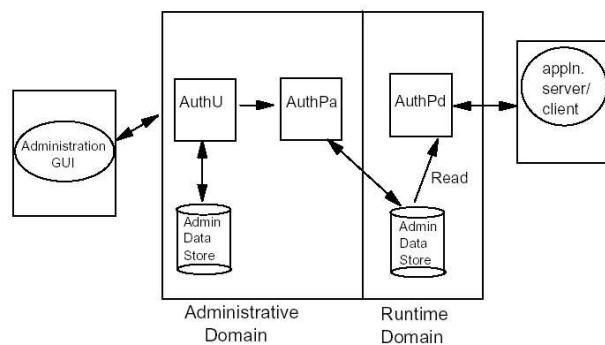 AuthU
AuthPa
AuthPd
appln.
server/
client
Administration
GUI
Read
Admin
Data
Store
Admin
Data
Store
Administrative
Domain
Runtime
Domain